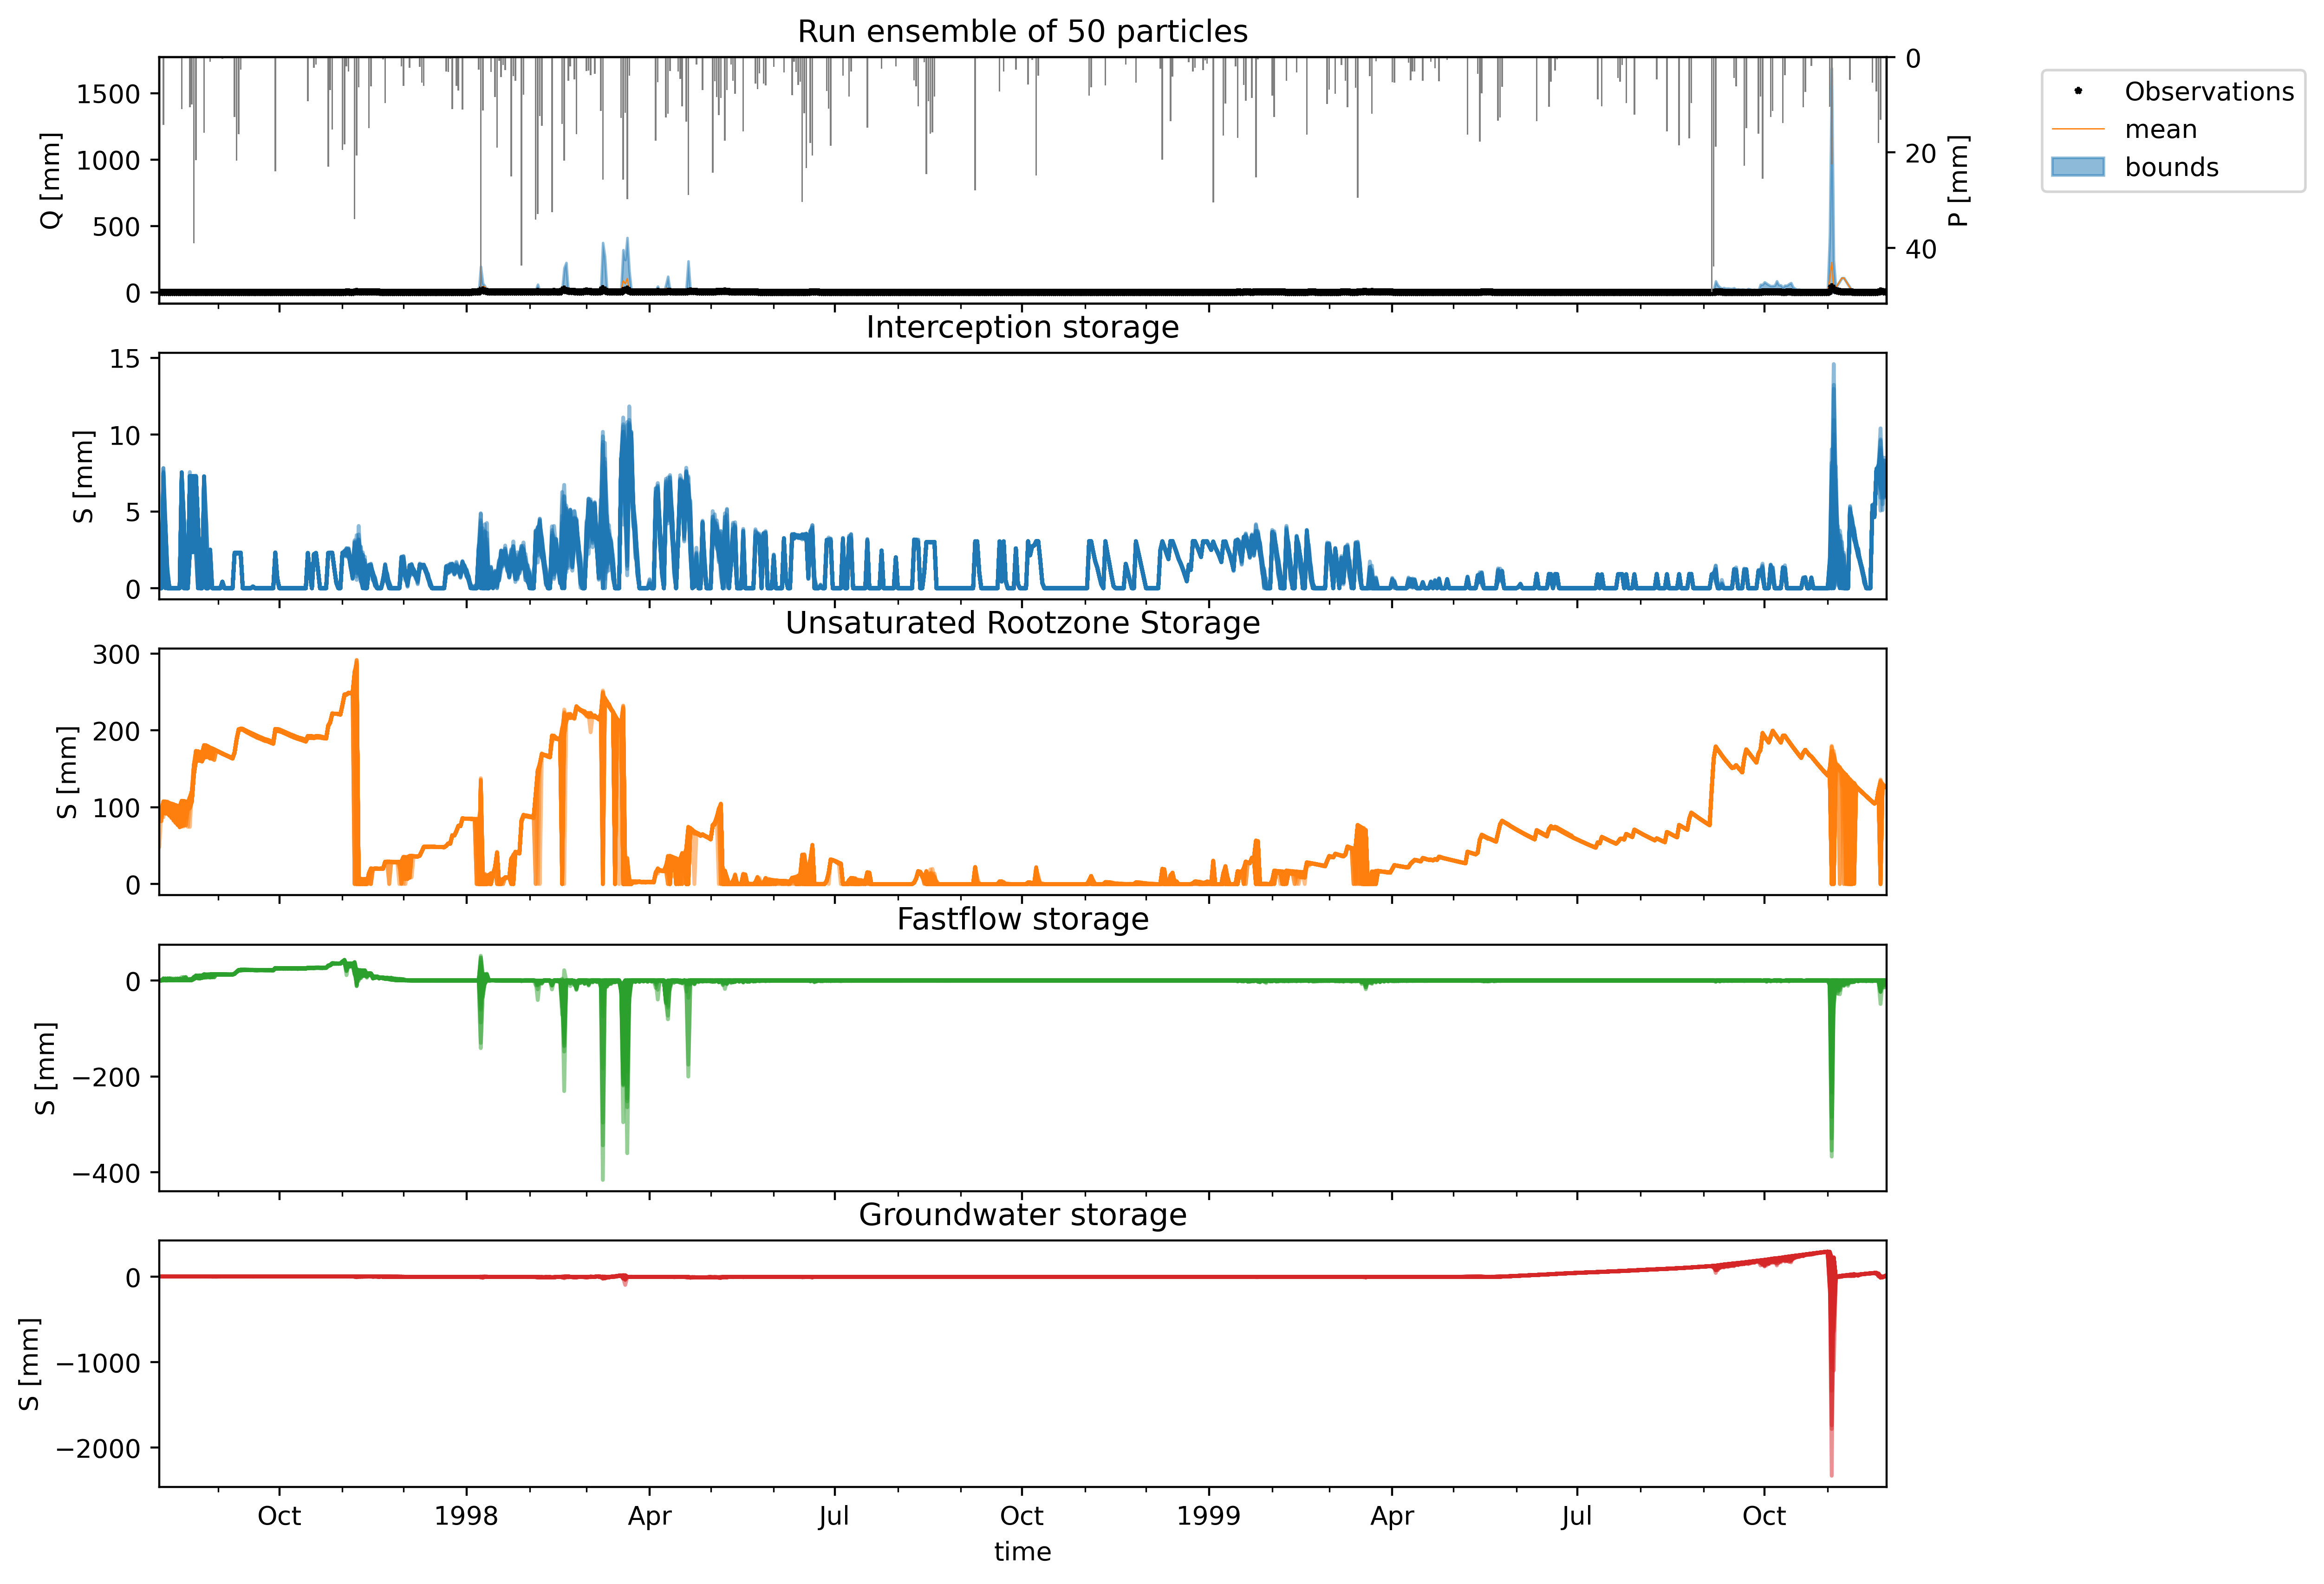 Run ensemble of 50 particles
0
500
1000
1500
Q [mm]
0
20
40
P [mm]
Observations
mean
bounds
Interception storage
15
10
5
0
S [mm]
Unsaturated Rootzone Storage
300
200
100
0
S [mm]
Fastflow storage
0
−200
−400
S [mm]
Groundwater storage
0
−1000
−2000
S [mm]
Oct 1998 Apr Jul Oct 1999 Apr Jul Oct
time